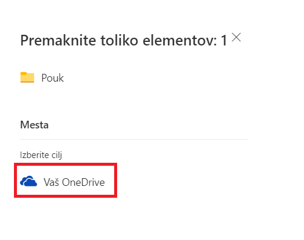 Premaknite toliko elementov: 1
Pouk
Mesta
Izberite cilj
Vaš OneDrive